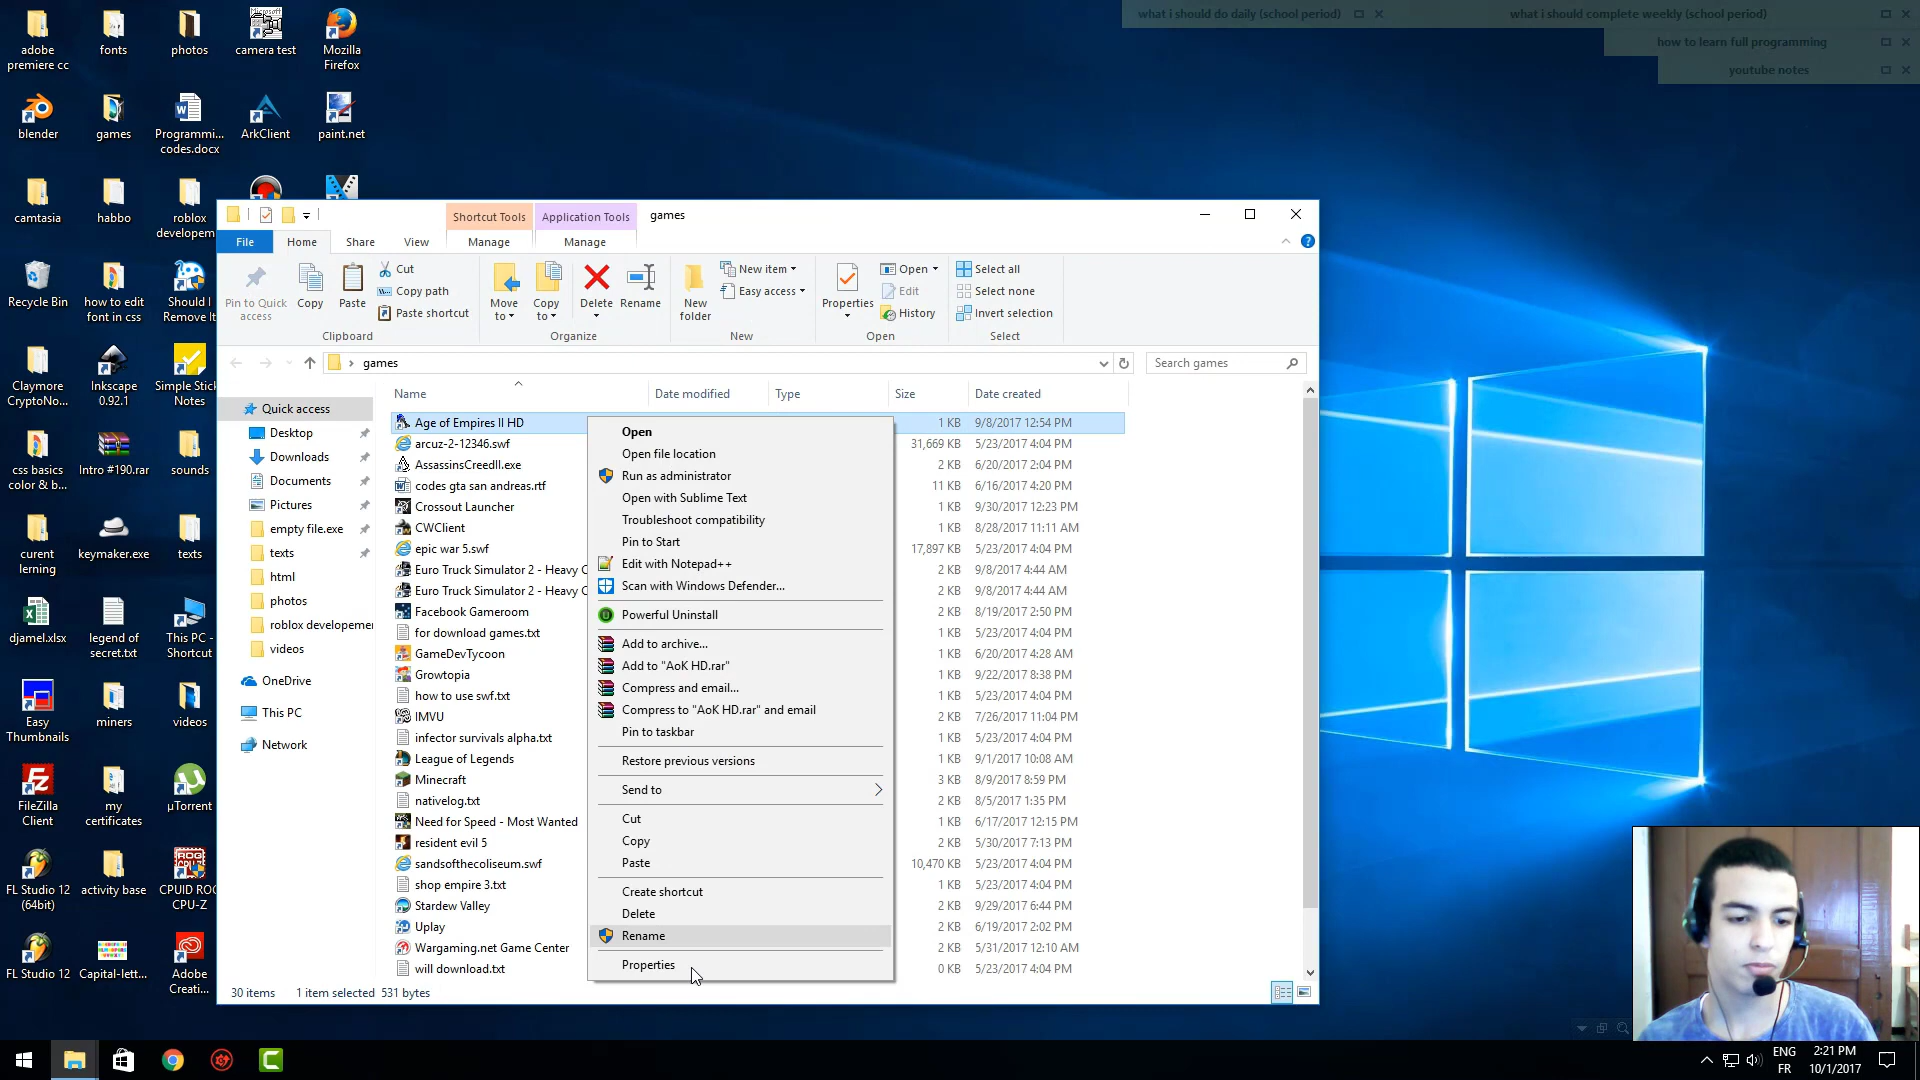 what i should do daily (school period)
what i should complete weekly (school period)
how to learn full programming
youtube notes
adobe
premiere cc
fonts
photos
Microsoft
camera test
Mozilla
Firefox
blender
games
Programmi...
codes.docx
ArkClient
paint.net
camtasia
habbo
roblox
developem
Recycle Bin
how to edit
font in css
Should I
Remove It
Claymore
CryptoNo...
Inkscape
0.92.1
Simple Stick
Notes
css basics
color & b...
Intro #190.rar
sounds
curent
lerning
keymaker.exe
texts
djamel.xlsx
legend of
secret.txt
This PC -
Shortcut
Easy
Thumbnails
miners
videos
FileZilla
Client
my
certificates
µTorrent
FL Studio 12
(64bit)
activity base
CPUID ROG
CPU-Z
FL Studio 12
Capital-lett...
Adobe
Creati...
Shortcut Tools
Application Tools
games
File
Home
Share
View
Manage
Manage
Pin to Quick
access
Copy
Paste
Cut
Copy path
Paste shortcut
Clipboard
Move
to
Copy
to
Delete
Rename
Organize
New
folder
New item
Easy access
New
Properties
Open
Edit
History
Open
Select all
Select none
Invert selection
Select
games
Search games
Quick access
Desktop
Downloads
Documents
Pictures
empty file.exe
texts
html
photos
roblox developeme
videos
OneDrive
This PC
Network
Name
Date modified
Type
Size
Date created
Age of Empires II HD 1 KB 9/8/2017 12:54 PM
arcuz-2-12346.swf 31,669 KB 5/23/2017 4:04 PM
AssassinsCreedII.exe 2 KB 6/20/2017 2:04 PM
codes gta san andreas.rtf 11 KB 6/16/2017 4:20 PM
Crossout Launcher 1 KB 9/30/2017 12:23 PM
CWClient 1 KB 8/28/2017 11:11 AM
epic war 5.swf 17,897 KB 5/23/2017 4:04 PM
Euro Truck Simulator 2 - Heavy C 2 KB 9/8/2017 4:44 AM
Euro Truck Simulator 2 - Heavy C 2 KB 9/8/2017 4:44 AM
Facebook Gameroom 2 KB 8/19/2017 2:50 PM
for download games.txt 1 KB 5/23/2017 4:04 PM
GameDevTycoon 1 KB 6/20/2017 4:28 AM
Growtopia 1 KB 9/22/2017 8:38 PM
how to use swf.txt 1 KB 5/23/2017 4:04 PM
IMVU 2 KB 7/26/2017 11:04 PM
infector survivals alpha.txt 1 KB 5/23/2017 4:04 PM
League of Legends 1 KB 9/1/2017 10:08 AM
Minecraft 3 KB 8/9/2017 8:59 PM
nativelog.txt 2 KB 8/5/2017 1:35 PM
Need for Speed - Most Wanted 1 KB 6/17/2017 12:15 PM
resident evil 5 2 KB 5/30/2017 7:13 PM
sandsofthecoliseum.swf 10,470 KB 5/23/2017 4:04 PM
shop empire 3.txt 1 KB 5/23/2017 4:04 PM
Stardew Valley 2 KB 9/29/2017 6:44 PM
Uplay 2 KB 6/19/2017 2:02 PM
Wargaming.net Game Center 2 KB 5/31/2017 12:10 AM
will download.txt 0 KB 5/23/2017 4:04 PM
Open
Open file location
Run as administrator
Open with Sublime Text
Troubleshoot compatibility
Pin to Start
Edit with Notepad++
Scan with Windows Defender...
Powerful Uninstall
Add to archive...
Add to "AoK HD.rar"
Compress and email...
Compress to "AoK HD.rar" and email
Pin to taskbar
Restore previous versions
Send to
Cut
Copy
Paste
Create shortcut
Delete
Rename
Properties
30 items
1 item selected 531 bytes
ENG
FR
2:21 PM
10/1/2017